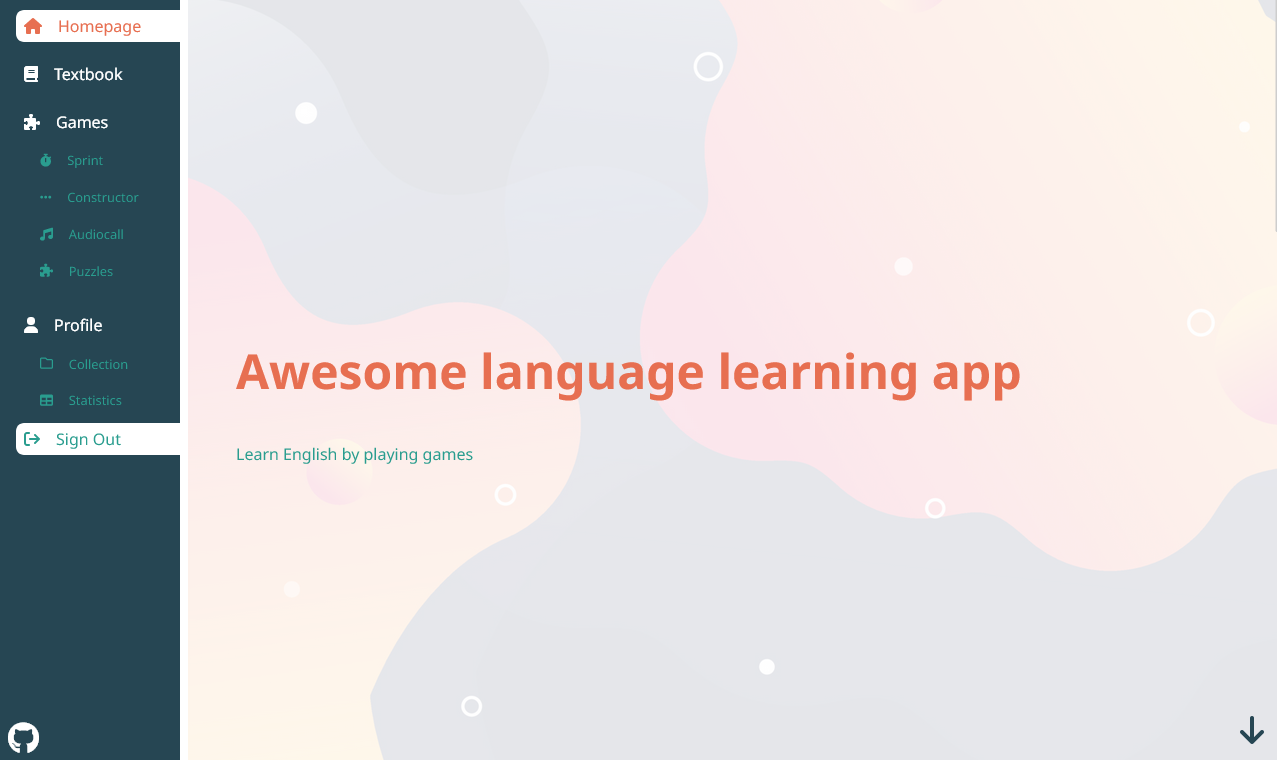 Homepage
Textbook
Games
Sprint
Constructor
Audiocall
Puzzles
Profile
Collection
Statistics
Sign Out
Awesome language learning app
Learn English by playing games